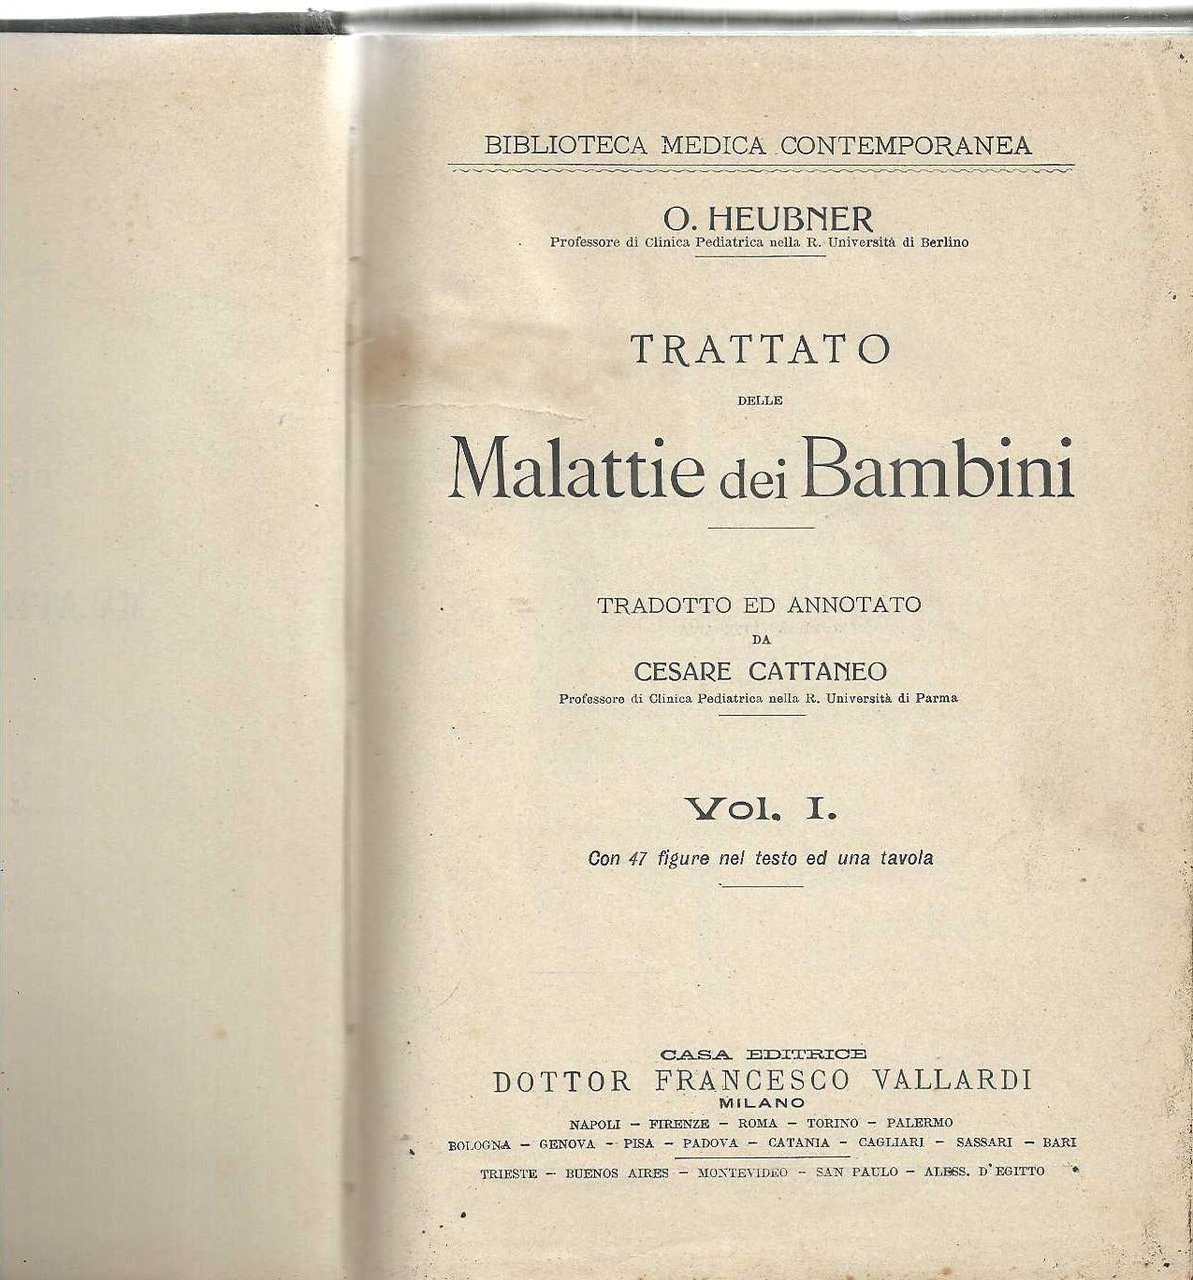 BIBLIOTECA MEDICA CONTEMPORANEA
O. HEUBNER
Professore di Clinica Pediatrica nella R. Università di Berlino
TRATTATO
DELLE
Malattie dei Bambini
TRADOTTO ED ANNOTATO
DA
CESARE CATTANEO
Professore di Clinica Pediatrica nella R. Università di Parma
Vol. I.
Con 47 figure nel testo ed una tavola
CASA EDITRICE
DOTTOR FRANCESCO VALLARDI
MILANO
NAPOLI – FIRENZE – ROMA – TORINO – PALERMO
BOLOGNA – GENOVA – PISA – PADOVA – CATANIA – CAGLIARI – SASSARI – BARI
TRIESTE – BUENOS AIRES – MONTEVIDEO – SAN PAULO – ALESS. D'EGITTO